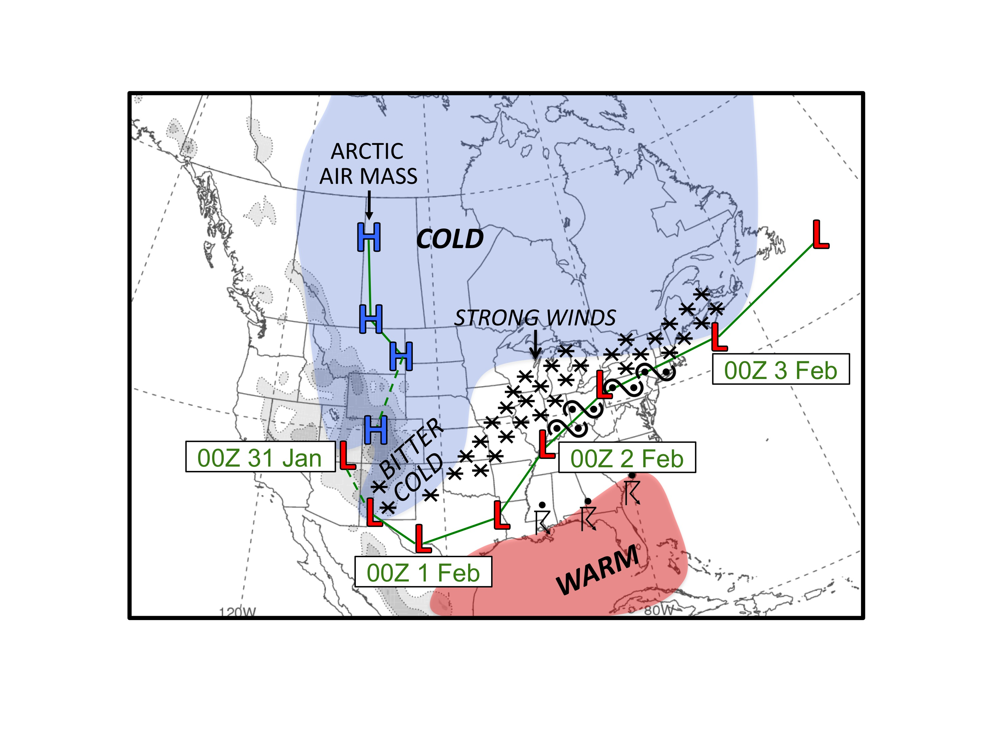 ARCTIC
AIR MASS
H
COLD
L
H
STRONG WINDS
L
H
00Z 3 Feb
L
H
BITTER
COLD
00Z 31 Jan
L
L
00Z 2 Feb
L
L
L
WARM
00Z 1 Feb
120W
80W